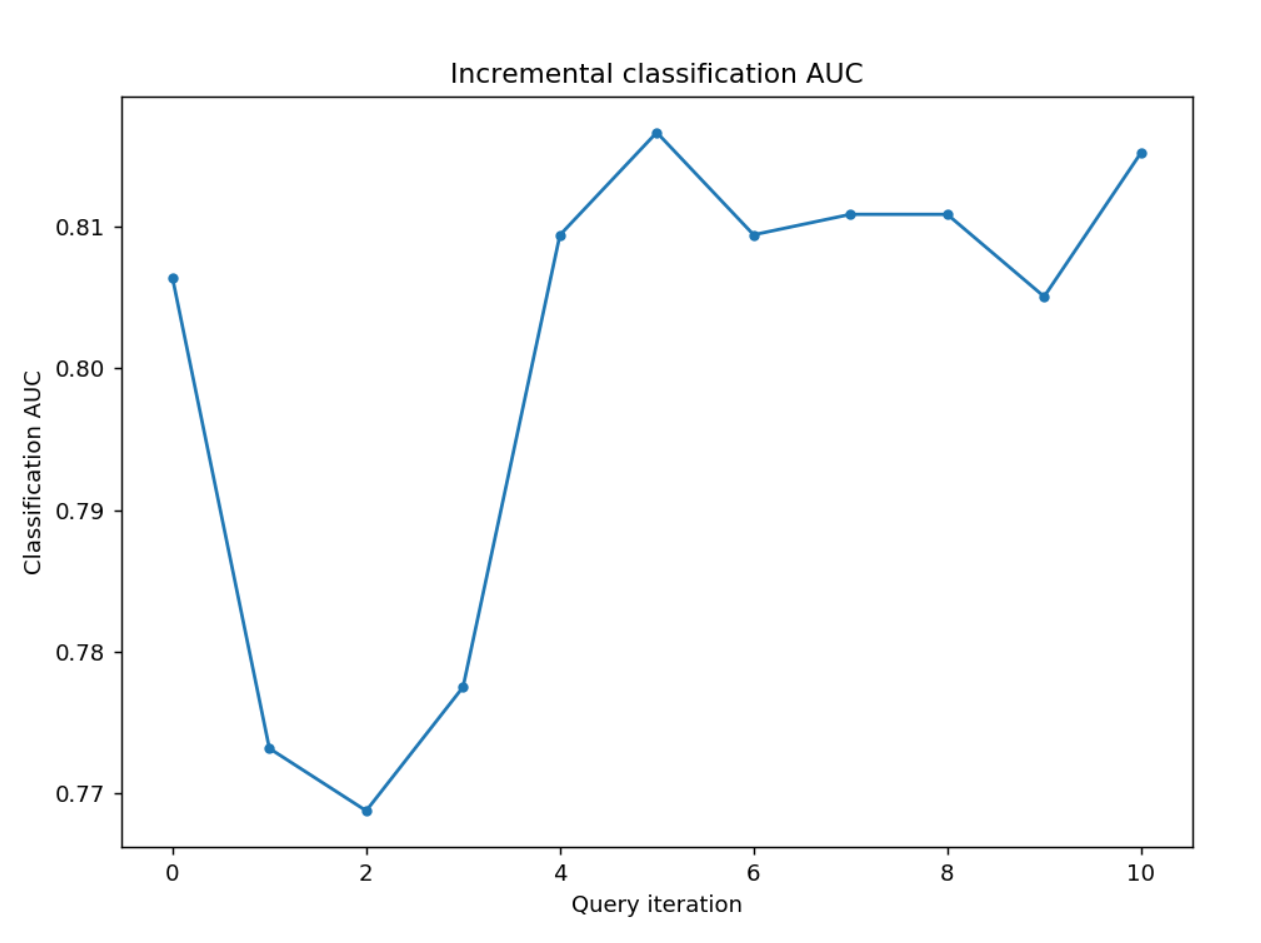 Incremental classification AUC
Classification AUC
0.81
0.80
0.79
0.78
0.77
0 2 4 6 8 10
Query iteration